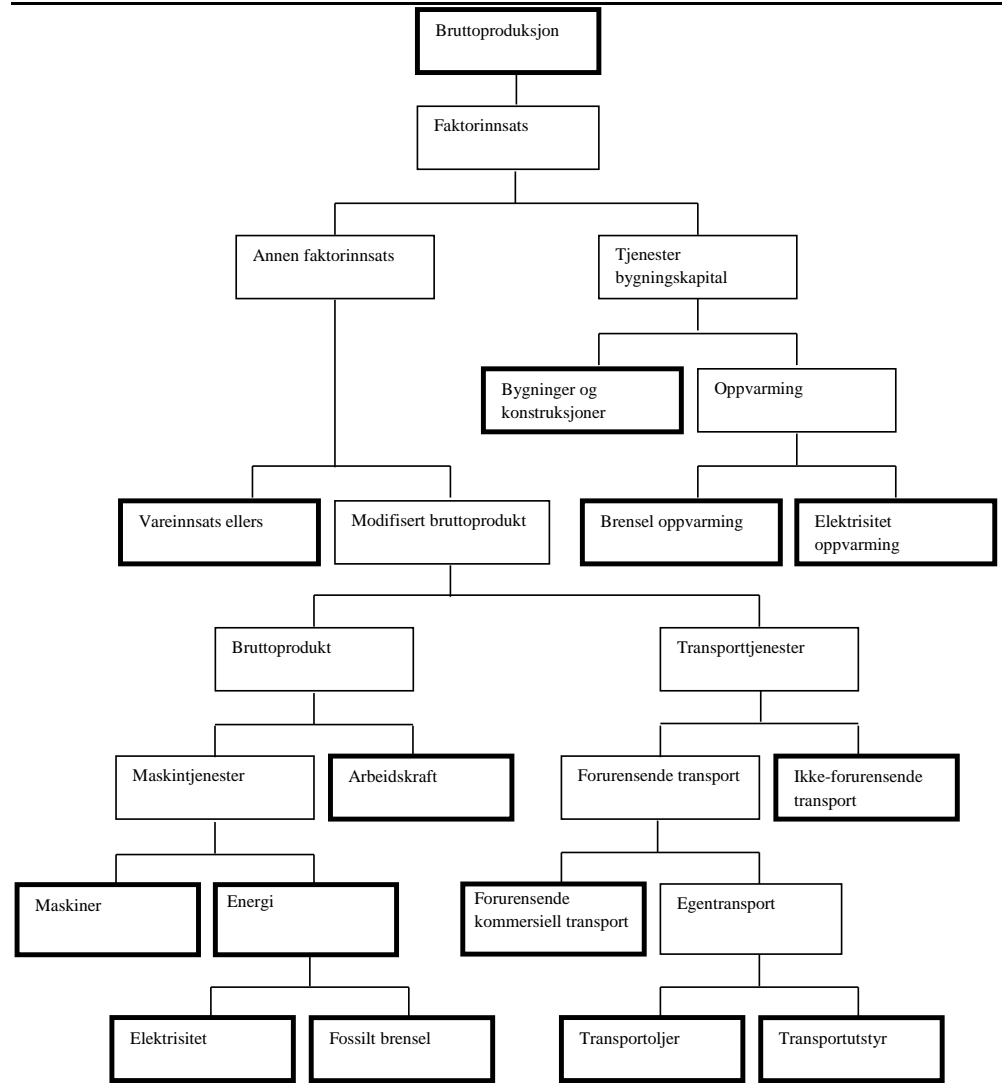 Bruttoproduksjon
Faktorinnsats
Annen faktorinnsats
Tjenester
bygningskapital
Bygninger og
konstruksjoner
Oppvarming
Vareinnsats ellers
Modifisert bruttoprodukt
Brensel oppvarming
Elektrisitet
oppvarming
Bruttoprodukt
Transporttjenester
Maskintjenester
Arbeidskraft
Forurensende transport
Ikke-forurensende
transport
Maskiner
Energi
Forurensende
kommersiell transport
Egentransport
Elektrisitet
Fossilt brensel
Transportoljer
Transportutstyr